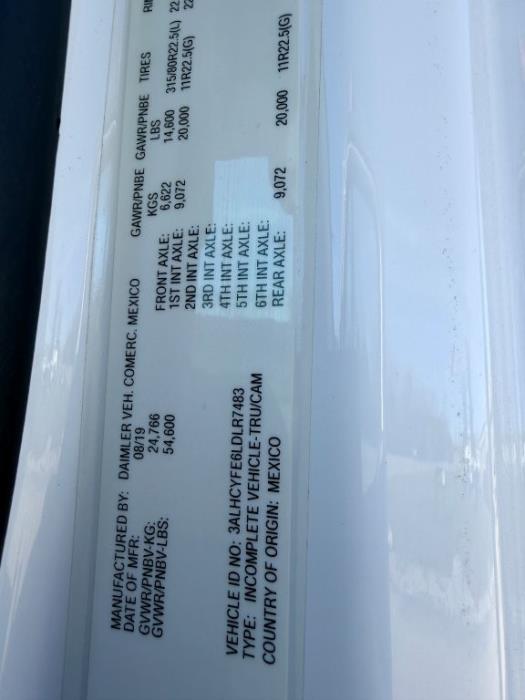 MANUFACTURED BY: DAIMLER VEH. COMERC. MEXICO
DATE OF MFR: 08/19
GVWR/PNBV-KG: 24,766
GVWR/PNBV-LBS: 54,600
VEHICLE ID NO: 3ALHCYFE6LDLR7483
TYPE: INCOMPLETE VEHICLE-TRU/CAM
COUNTRY OF ORIGIN: MEXICO
GAWR/PNBE GAWR/PNBE TIRES
KGS LBS
FRONT AXLE: 6,622 14,600 315/80R22.5(L) 22
1ST INT AXLE: 9,072 20,000 11R22.5(G) 22
2ND INT AXLE:
3RD INT AXLE:
4TH INT AXLE:
5TH INT AXLE:
6TH INT AXLE:
REAR AXLE: 9,072 20,000 11R22.5(G)